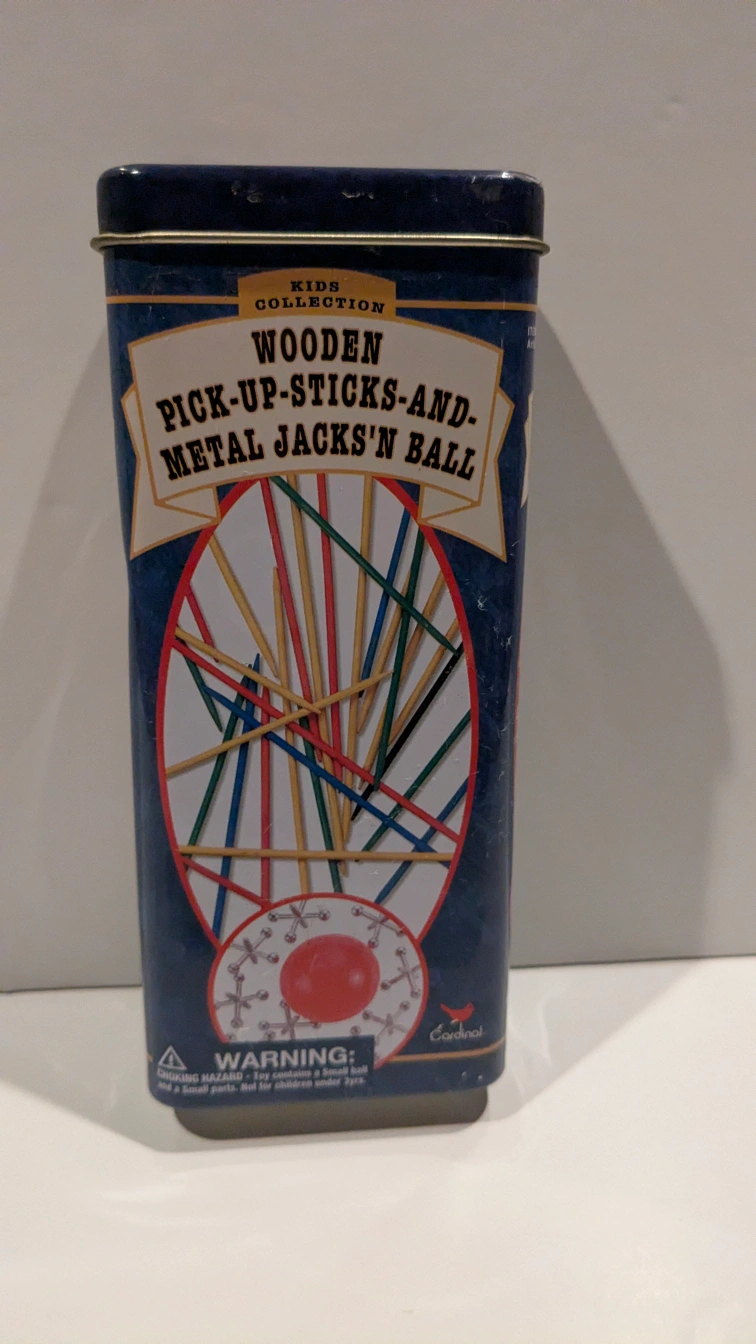 KIDS
COLLECTION
WOODEN
PICK-UP-STICKS-AND-
METAL JACKS'N BALL
Cardinal
WARNING:
CHOKING HAZARD - Toy contains a Small ball
and a Small parts. Not for children under 3yrs.